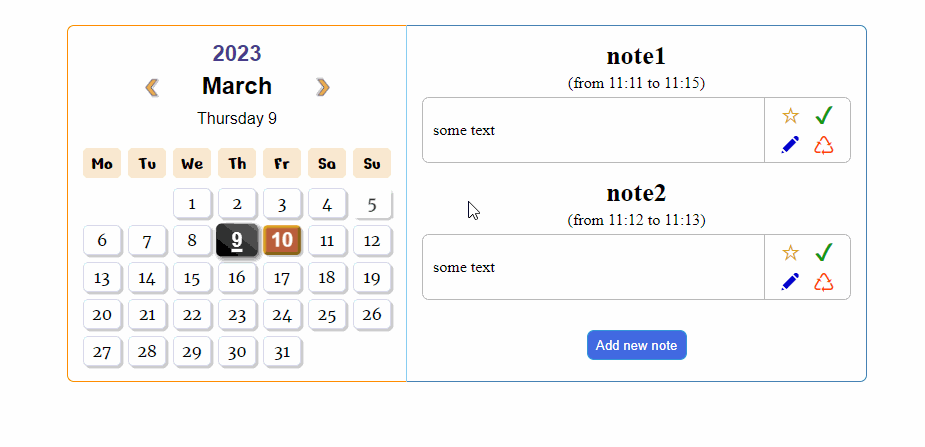 2023
❮ March ❯
Thursday 9
Mo Tu We Th Fr Sa Su
1 2 3 4 5
6 7 8 9 10 11 12
13 14 15 16 17 18 19
20 21 22 23 24 25 26
27 28 29 30 31
note1
(from 11:11 to 11:15)
some text
note2
(from 11:12 to 11:13)
some text
Add new note